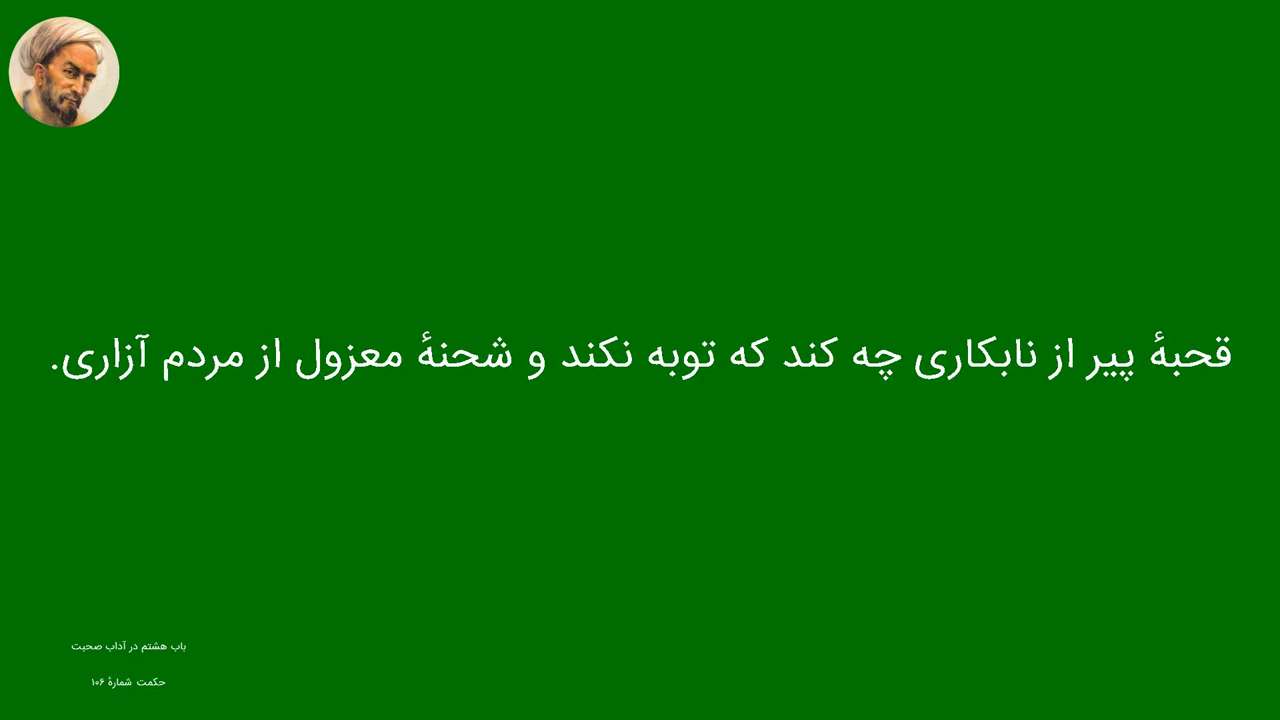 قحبهٔ پیر از نابکاری چه کند که توبه نکند و شحنهٔ معزول از مردم آزاری.
باب هشتم در آداب صحبت
حکمت شمارهٔ ۱۰۶